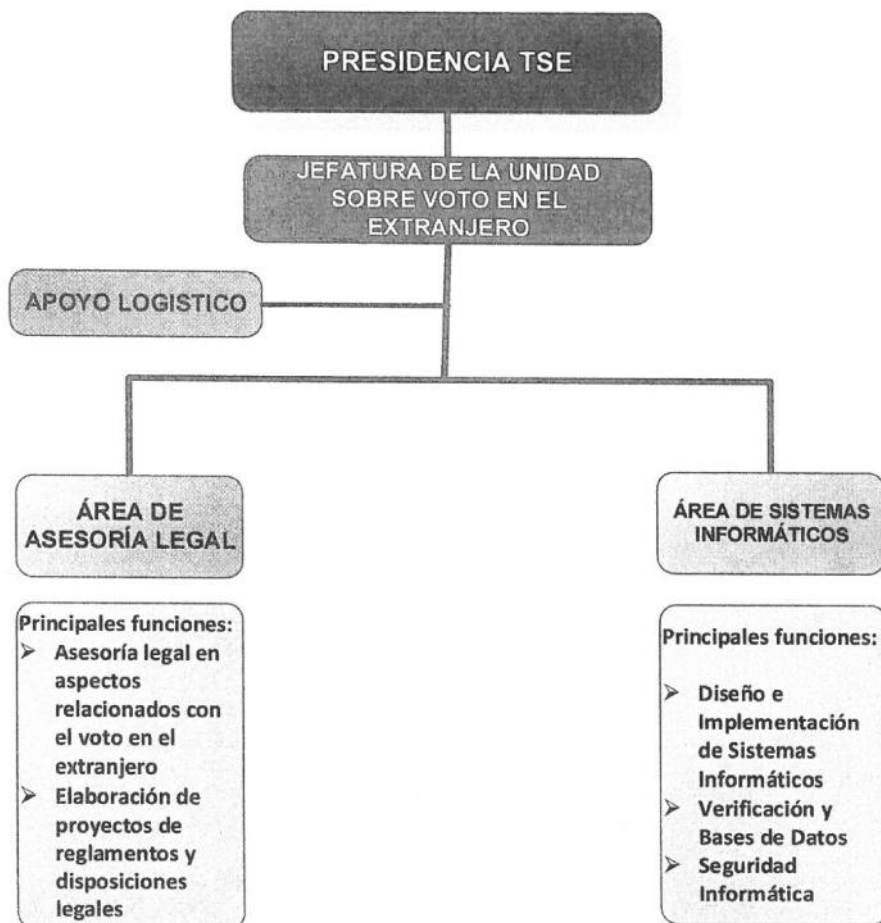 PRESIDENCIA TSE
JEFATURA DE LA UNIDAD
SOBRE VOTO EN EL
EXTRANJERO
APOYO LOGISTICO
ÁREA DE
ASESORÍA LEGAL
Principales funciones:
➢ Asesoría legal en
aspectos
relacionados con
el voto en el
extranjero
➢ Elaboración de
proyectos de
reglamentos y
disposiciones
legales
ÁREA DE SISTEMAS
INFORMÁTICOS
Principales funciones:
➢ Diseño e
Implementación
de Sistemas
Informáticos
➢ Verificación y
Bases de Datos
➢ Seguridad
Informática